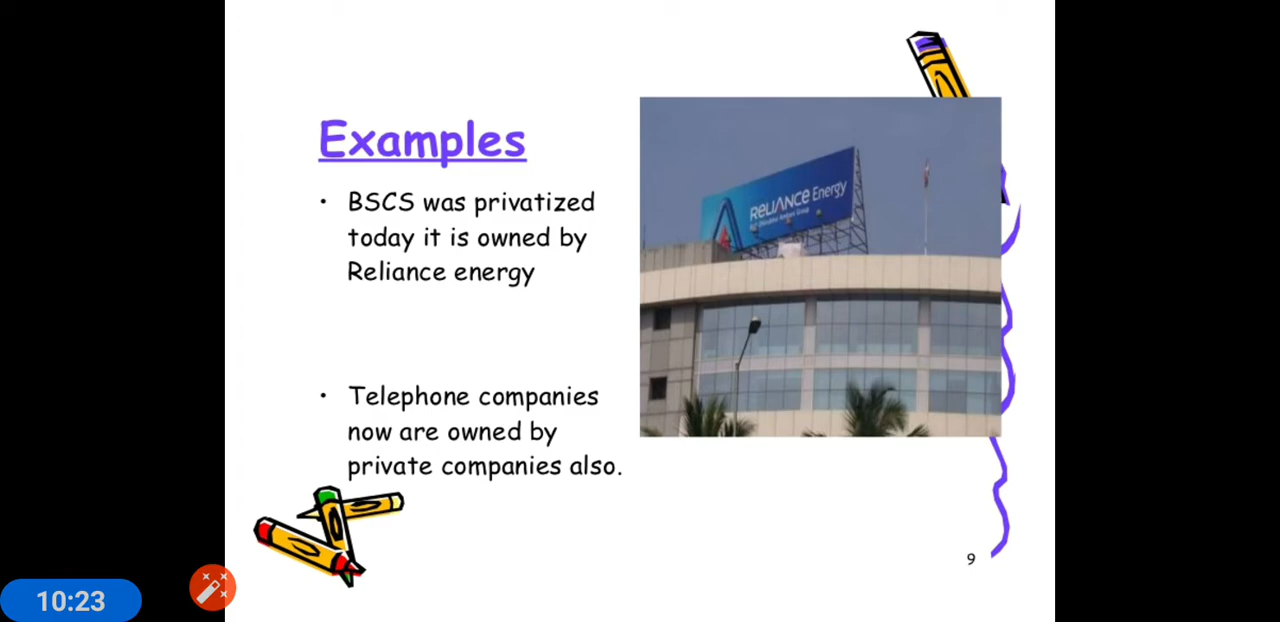 Examples
• BSCS was privatized
today it is owned by
Reliance energy
RELIANCE Energy
• Telephone companies
now are owned by
private companies also.
9
10:23